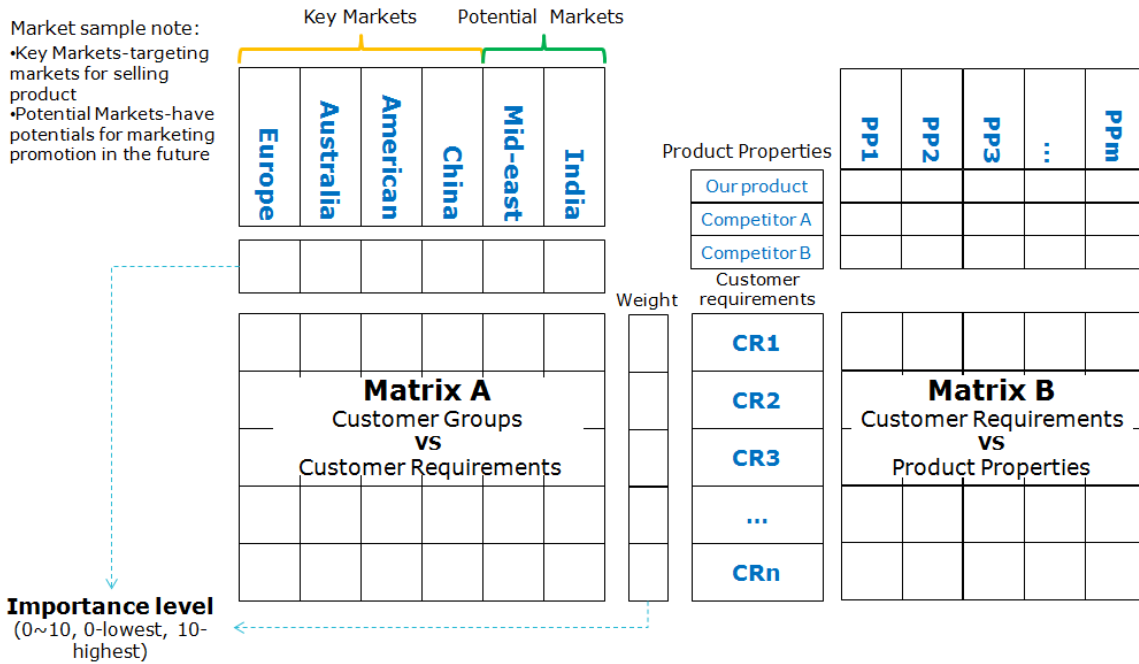 Market sample note:
•Key Markets-targeting
markets for selling
product
•Potential Markets-have
potentials for marketing
promotion in the future
Key Markets
Potential Markets
Europe
Australia
American
China
Mid-east
India
Product Properties
PP1
PP2
PP3
...
PPm
Our product
Competitor A
Competitor B
Weight
Customer
requirements
CR1
CR2
CR3
...
CRn
Matrix A
Customer Groups
VS
Customer Requirements
Matrix B
Customer Requirements
VS
Product Properties
Importance level
(0~10, 0-lowest, 10-
highest)